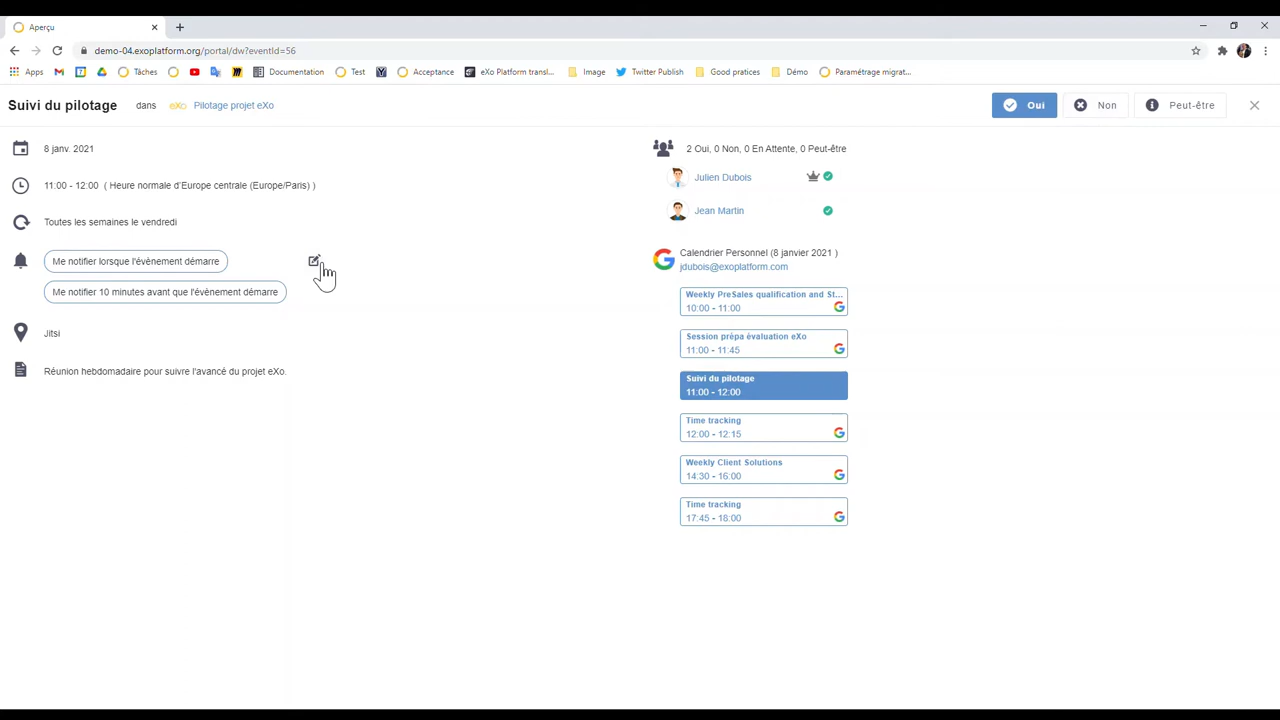 Aperçu
demo-04.exoplatform.org/portal/dw?eventId=56
Apps
Tâches
Documentation
Test
Acceptance
eXo Platform transl...
Image
Twitter Publish
Good pratices
Démo
Paramétrage migrat...
Suivi du pilotage
dans
eXo
Pilotage projet eXo
Oui
Non
Peut-être
8 janv. 2021
11:00 - 12:00 ( Heure normale d'Europe centrale (Europe/Paris) )
Toutes les semaines le vendredi
Me notifier lorsque l'évènement démarre
Me notifier 10 minutes avant que l'évènement démarre
Jitsi
Réunion hebdomadaire pour suivre l'avancé du projet eXo.
2 Oui, 0 Non, 0 En Attente, 0 Peut-être
Julien Dubois
Jean Martin
Calendrier Personnel (8 janvier 2021 )
jdubois@exoplatform.com
Weekly PreSales qualification and St...
10:00 - 11:00
Session prépa évaluation eXo
11:00 - 11:45
Suivi du pilotage
11:00 - 12:00
Time tracking
12:00 - 12:15
Weekly Client Solutions
14:30 - 16:00
Time tracking
17:45 - 18:00